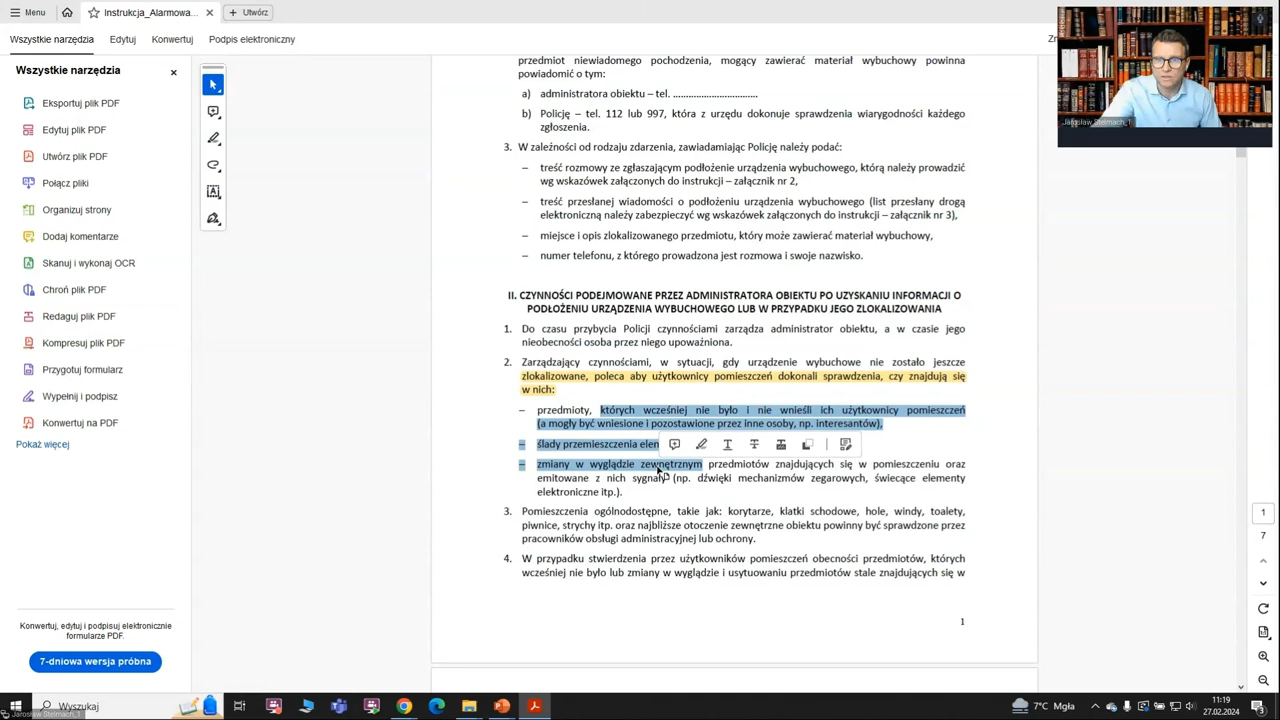 Menu
Instrukcja_Alarmowa...
Utwórz
Wszystkie narzędzia
Edytuj
Konwertuj
Podpis elektroniczny
Wszystkie narzędzia
Eksportuj plik PDF
Edytuj plik PDF
Utwórz plik PDF
Połącz pliki
Organizuj strony
Dodaj komentarze
Skanuj i wykonaj OCR
Chroń plik PDF
Redaguj plik PDF
Kompresuj plik PDF
Przygotuj formularz
Wypełnij i podpisz
Konwertuj na PDF
Pokaż więcej
Konwertuj, edytuj i podpisuj elektronicznie
formularze PDF.
7-dniowa wersja próbna
przedmiot niewiadomego pochodzenia, mogący zawierać materiał wybuchowy powinna
powiadomić o tym:
a) administratora obiektu – tel. ……………………………
b) Policję – tel. 112 lub 997, która z urzędu dokonuje sprawdzenia wiarygodności każdego
zgłoszenia.
3. W zależności od rodzaju zdarzenia, zawiadamiając Policję należy podać:
– treść rozmowy ze zgłaszającym podłożenie urządzenia wybuchowego, którą należy prowadzić
wg wskazówek załączonych do instrukcji – załącznik nr 2,
– treść przesłanej wiadomości o podłożeniu urządzenia wybuchowego (list przesłany drogą
elektroniczną należy zabezpieczyć wg wskazówek załączonych do instrukcji – załącznik nr 3),
– miejsce i opis zlokalizowanego przedmiotu, który może zawierać materiał wybuchowy,
– numer telefonu, z którego prowadzona jest rozmowa i swoje nazwisko.
II. CZYNNOŚCI PODEJMOWANE PRZEZ ADMINISTRATORA OBIEKTU PO UZYSKANIU INFORMACJI O
PODŁOŻENIU URZĄDZENIA WYBUCHOWEGO LUB W PRZYPADKU JEGO ZLOKALIZOWANIA
1. Do czasu przybycia Policji czynnościami zarządza administrator obiektu, a w czasie jego
nieobecności osoba przez niego upoważniona.
2. Zarządzający czynnościami, w sytuacji, gdy urządzenie wybuchowe nie zostało jeszcze
zlokalizowane, poleca aby użytkownicy pomieszczeń dokonali sprawdzenia, czy znajdują się
w nich:
– przedmioty, których wcześniej nie było i nie wnieśli ich użytkownicy pomieszczeń
(a mogły być wniesione i pozostawione przez inne osoby, np. interesantów),
– ślady przemieszczenia elem
– zmiany w wyglądzie zewnętrznym przedmiotów znajdujących się w pomieszczeniu oraz
emitowane z nich sygnały (np. dźwięki mechanizmów zegarowych, świecące elementy
elektroniczne itp.).
3. Pomieszczenia ogólnodostępne, takie jak: korytarze, klatki schodowe, hole, windy, toalety,
piwnice, strychy itp. oraz najbliższe otoczenie zewnętrzne obiektu powinny być sprawdzone przez
pracowników obsługi administracyjnej lub ochrony.
4. W przypadku stwierdzenia przez użytkowników pomieszczeń obecności przedmiotów, których
wcześniej nie było lub zmiany w wyglądzie i usytuowaniu przedmiotów stale znajdujących się w
1
Jarosław Stelmach_1
1
7
Wyszukaj
Jarosław Stelmach_1
7°C Mgła
11:19
27.02.2024
3